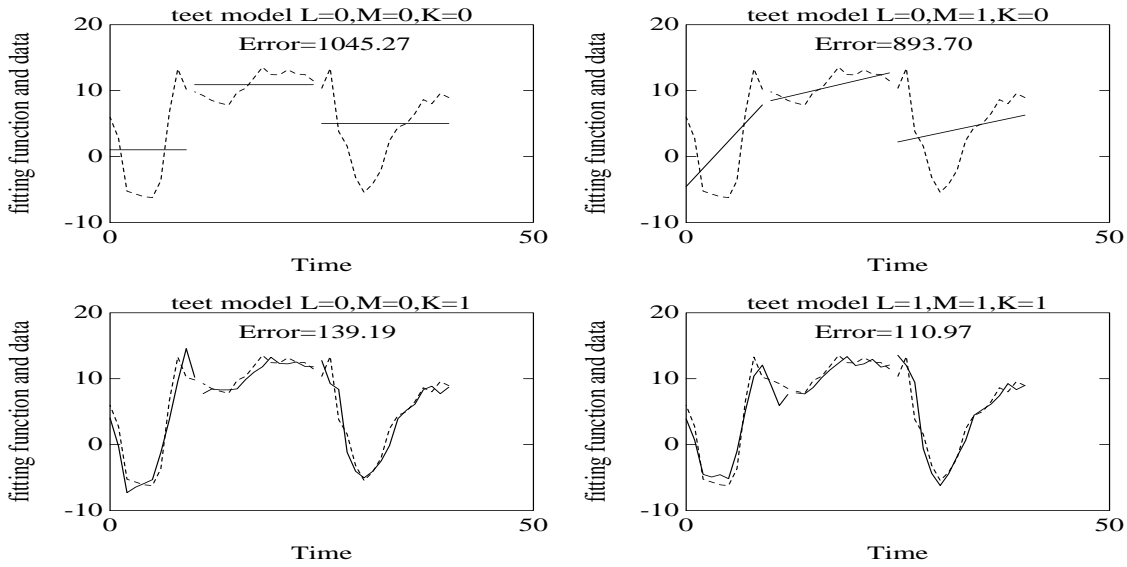 teet model L=0,M=0,K=0
Error=1045.27
20
10
0
-10
0
50
Time
fitting function and data
teet model L=0,M=1,K=0
Error=893.70
20
10
0
-10
0
50
Time
fitting function and data
teet model L=0,M=0,K=1
Error=139.19
20
10
0
-10
0
50
Time
fitting function and data
teet model L=1,M=1,K=1
Error=110.97
20
10
0
-10
0
50
Time
fitting function and data